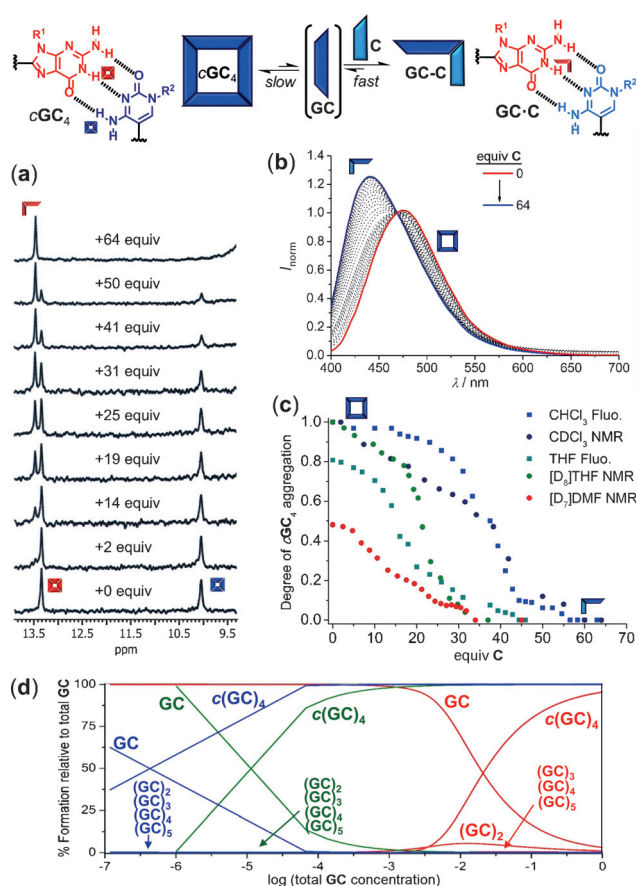 R¹
N
N
N
N
H
N
H
O
H
N
O
N
R²
H
N
H
cGC₄
cGC₄
slow
GC
C
fast
GC-C
R¹
N
N
N
N
H
N
H
O
H
N
O
N
R²
H
N
H
GC·C
(a)
+64 equiv
+50 equiv
+41 equiv
+31 equiv
+25 equiv
+19 equiv
+14 equiv
+2 equiv
+0 equiv
13.5 12.5 11.5 10.5 9.5
ppm
(b)
equiv C
0
64
1.4
1.2
1.0
0.8
0.6
0.4
0.2
0.0
Iₙₒᵣₘ
400 450 500 550 600 650 700
λ / nm
(c)
CHCl₃ Fluo.
CDCl₃ NMR
THF Fluo.
[D₈]THF NMR
[D₇]DMF NMR
1.0
0.8
0.6
0.4
0.2
0.0
Degree of cGC₄ aggregation
0 10 20 30 40 50 60 70
equiv C
(d)
100
75
50
25
0
% Formation relative to total GC
GC
c(GC)₄
GC
c(GC)₄
GC
c(GC)₄
(GC)₂
(GC)₃
(GC)₄
(GC)₅
(GC)₂
(GC)₃
(GC)₄
(GC)₅
(GC)₂
(GC)₃
(GC)₄
(GC)₅
-7 -6 -5 -4 -3 -2 -1 0
log (total GC concentration)